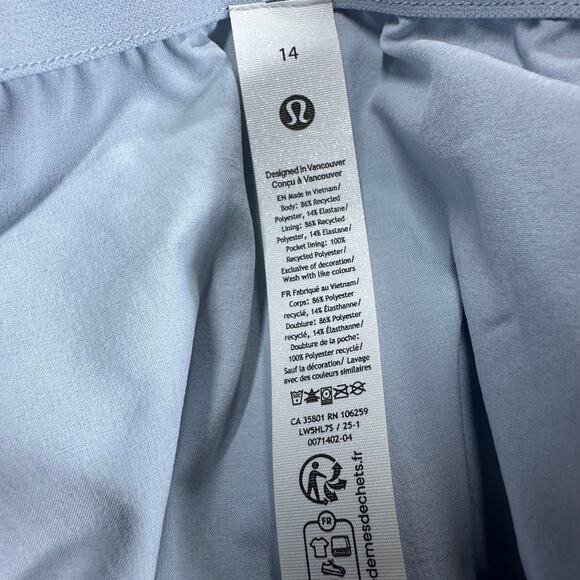 14
Designed in Vancouver
Conçu à Vancouver
EN Made in Vietnam/
Body: 86% Recycled
Polyester, 14% Elastane/
Lining: 86% Recycled
Polyester, 14% Elastane/
Pocket lining: 100%
Recycled Polyester/
Exclusive of decoration/
Wash with like colours
FR Fabriqué au Vietnam/
Corps: 86% Polyester
recyclé, 14% Élasthanne/
Doublure: 86% Polyester
recyclé, 14% Élasthanne/
Doublure de la poche:
100% Polyester recyclé/
Sauf la décoration/ Lavage
avec des couleurs similaires
CA 35801 RN 106259
LW5HL7S / 25-1
0071402-04
FR
demesdechets.fr